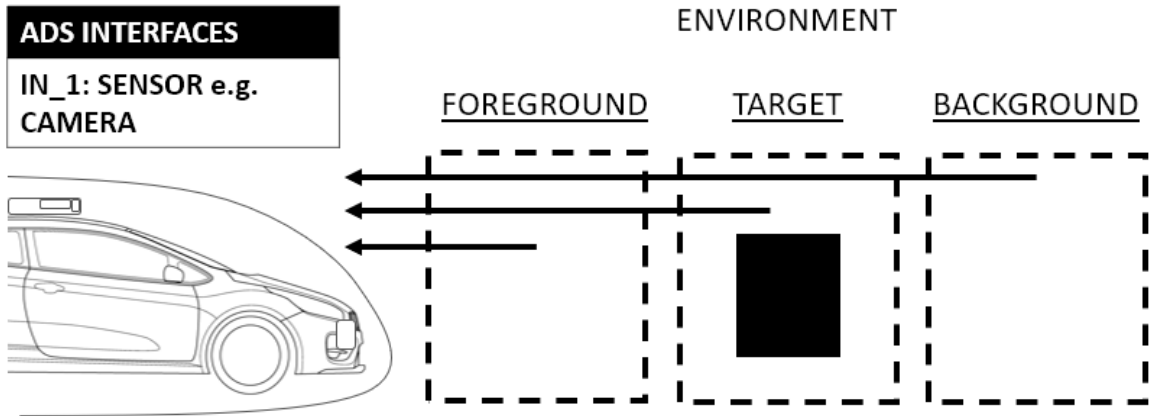 ADS INTERFACES
IN_1: SENSOR e.g.
CAMERA
ENVIRONMENT
FOREGROUND
TARGET
BACKGROUND